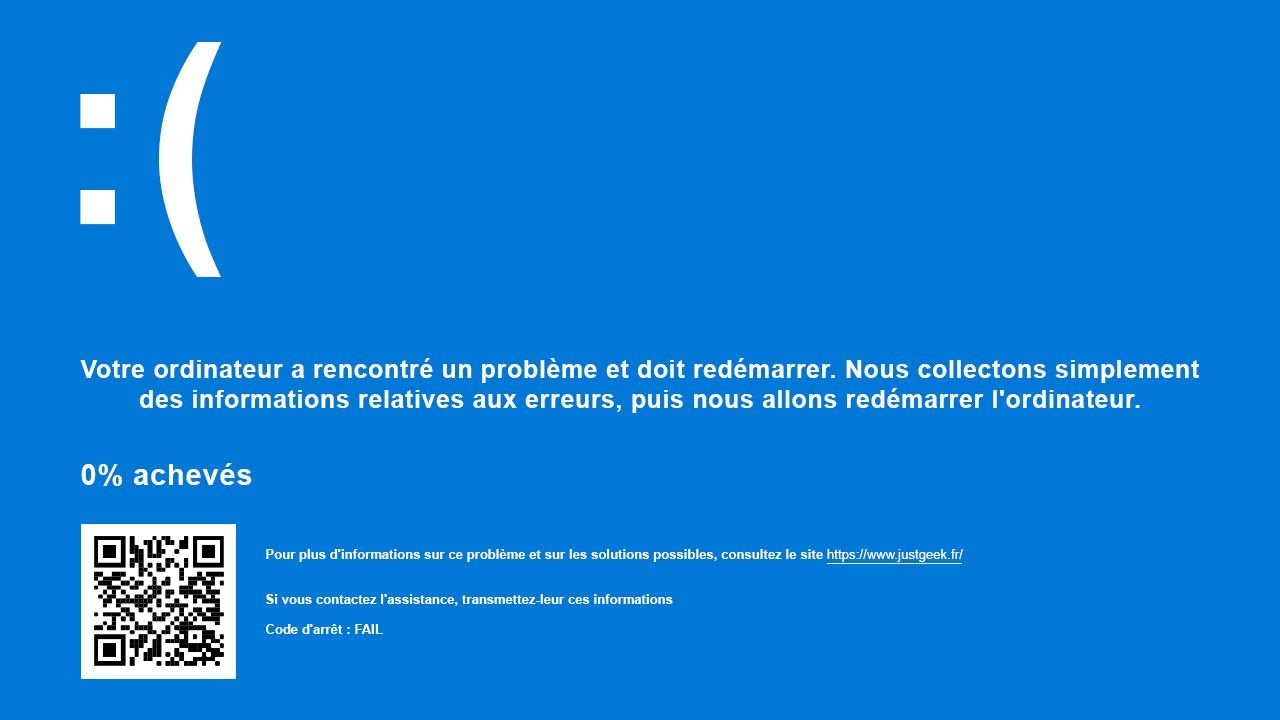 :(
Votre ordinateur a rencontré un problème et doit redémarrer. Nous collectons simplement
des informations relatives aux erreurs, puis nous allons redémarrer l'ordinateur.
0% achevés
Pour plus d'informations sur ce problème et sur les solutions possibles, consultez le site https://www.justgeek.fr/
Si vous contactez l'assistance, transmettez-leur ces informations
Code d'arrêt : FAIL